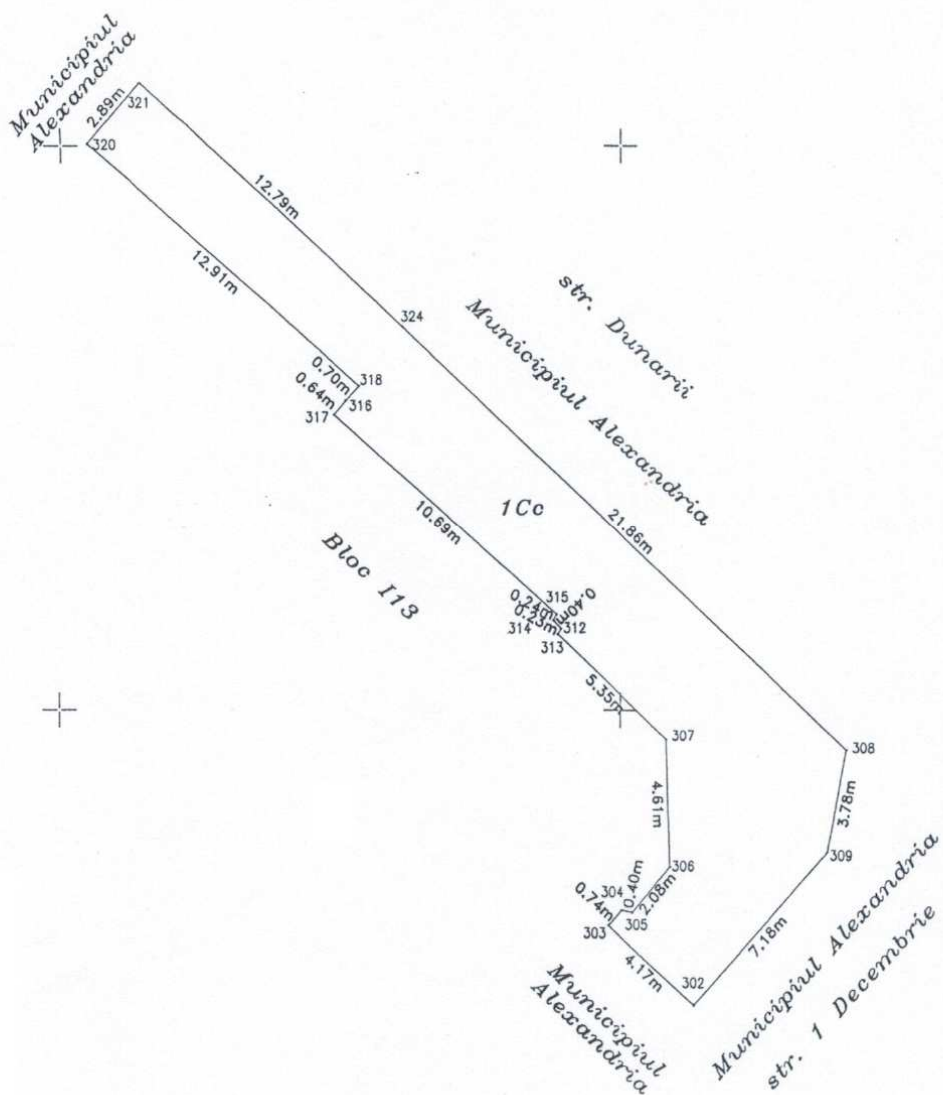 Municipiul
Alexandria
2.89m
321
320
12.79m
12.91m
324
str. Dunarii
Municipiul Alexandria
0.70m
318
0.64m
316
317
1Cc
10.69m
21.86m
Bloc I13
315
0.40m
0.24m
0.23m
312
314
313
5.35m
307
308
4.61m
3.78m
309
306
304
0.40m
0.74m
2.08m
305
303
7.18m
4.17m
302
Municipiul
Alexandria
Municipiul Alexandria
str. 1 Decembrie